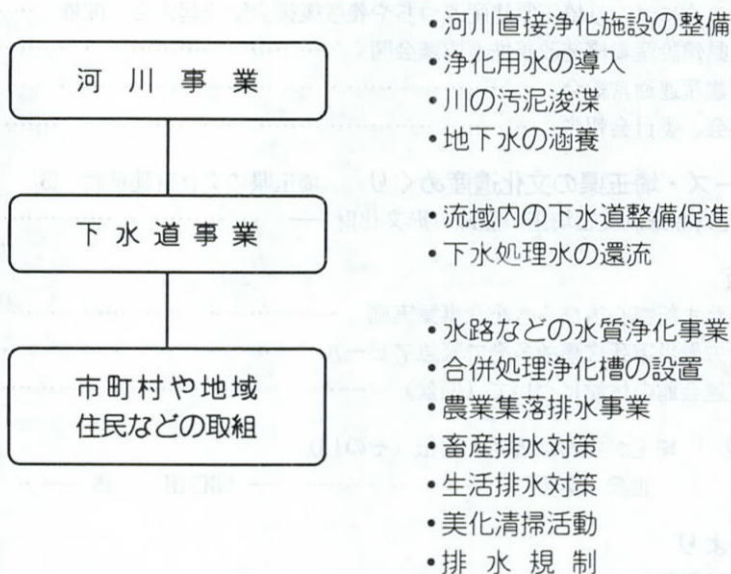 河川事業
・河川直接浄化施設の整備
・浄化用水の導入
・川の汚泥浚渫
・地下水の涵養
下水道事業
・流域内の下水道整備促進
・下水処理水の還流
市町村や地域
住民などの取組
・水路などの水質浄化事業
・合併処理浄化槽の設置
・農業集落排水事業
・畜産排水対策
・生活排水対策
・美化清掃活動
・排水規制